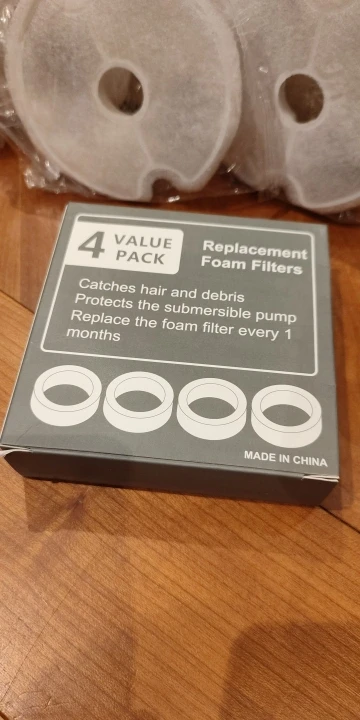 4 VALUE
PACK
Replacement
Foam Filters
Catches hair and debris
Protects the submersible pump
Replace the foam filter every 1
months
MADE IN CHINA